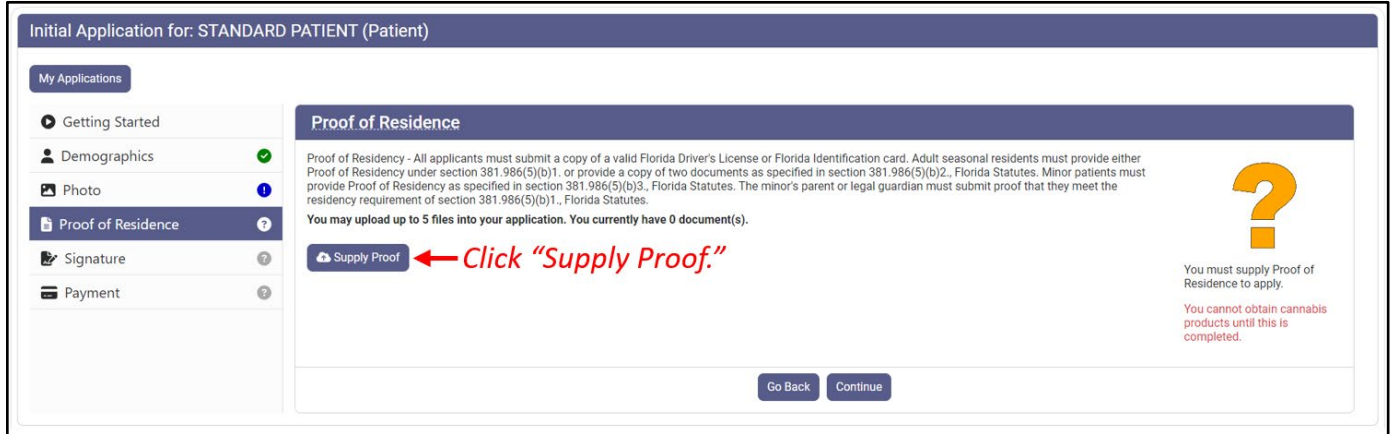 Initial Application for: STANDARD PATIENT (Patient)
My Applications
Getting Started
Demographics
Photo
Proof of Residence
Signature
Payment
Proof of Residence
Proof of Residency - All applicants must submit a copy of a valid Florida Driver's License or Florida Identification card. Adult seasonal residents must provide either
Proof of Residency under section 381.986(5)(b)1. or provide a copy of two documents as specified in section 381.986(5)(b)2., Florida Statutes. Minor patients must
provide Proof of Residency as specified in section 381.986(5)(b)3., Florida Statutes. The minor's parent or legal guardian must submit proof that they meet the
residency requirement of section 381.986(5)(b)1., Florida Statutes.
You may upload up to 5 files into your application. You currently have 0 document(s).
Supply Proof
Click “Supply Proof.”
?
You must supply Proof of
Residence to apply.
You cannot obtain cannabis
products until this is
completed.
Go Back
Continue